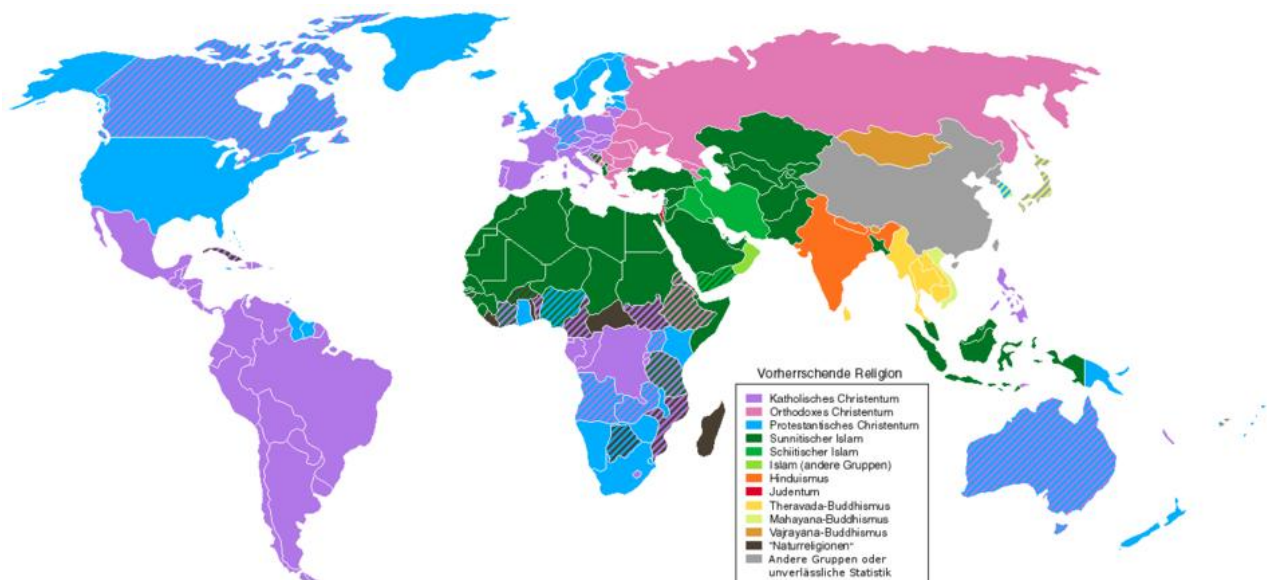 Vorherrschende Religion
Katholisches Christentum
Orthodoxes Christentum
Protestantisches Christentum
Sunnitischer Islam
Schiitischer Islam
Islam (andere Gruppen)
Hinduismus
Judentum
Theravada-Buddhismus
Mahayana-Buddhismus
Vajrayana-Buddhismus
"Naturreligionen"
Andere Gruppen oder
unverlässliche Statistik